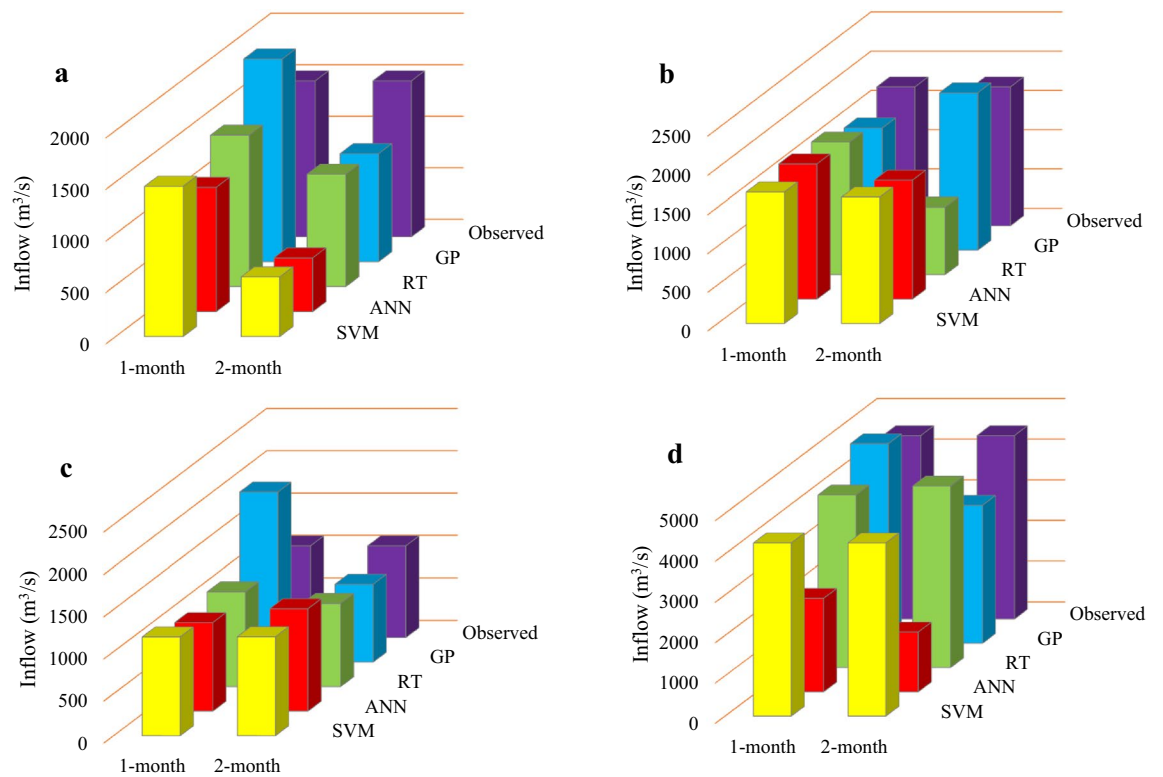 a
2000
1500
1000
500
0
Inflow (m³/s)
Observed
GP
RT
ANN
SVM
1-month 2-month
b
2500
2000
1500
1000
500
0
Inflow (m³/s)
Observed
GP
RT
ANN
SVM
1-month 2-month
c
2500
2000
1500
1000
500
0
Inflow (m³/s)
Observed
GP
RT
ANN
SVM
1-month 2-month
d
5000
4000
3000
2000
1000
0
Inflow (m³/s)
Observed
GP
RT
ANN
SVM
1-month 2-month